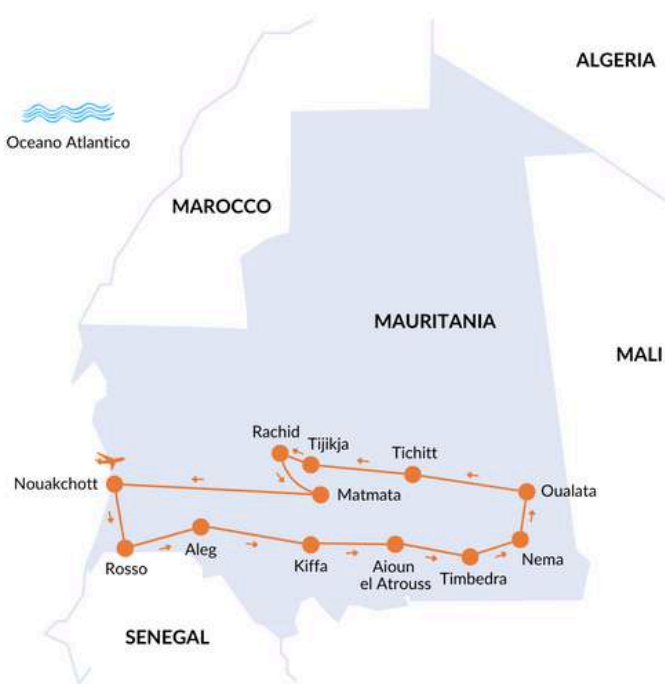 ALGERIA
Oceano Atlantico
MAROCCO
MAURITANIA
MALI
Rachid
Tijikja
Tichitt
Nouakchott
Matmata
Oualata
Rosso
Aleg
Kiffa
Aioun
el Atrouss
Timbedra
Nema
SENEGAL